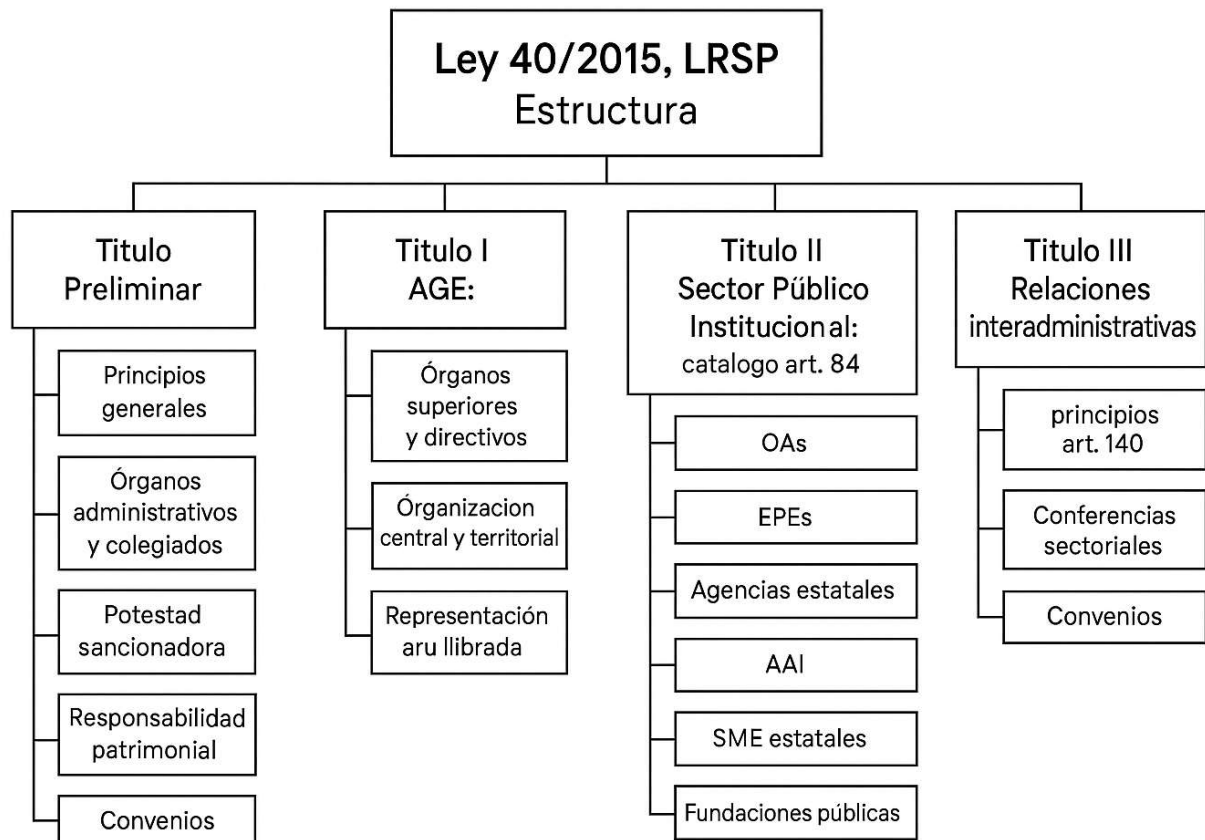 Ley 40/2015, LRSP
Estructura
Titulo
Preliminar
Principios
generales
Órganos
administrativos
y colegiados
Potestad
sancionadora
Responsabilidad
patrimonial
Convenios
Titulo I
AGE:
Órganos
superiores
y directivos
Órganizacion
central y territorial
Representación
aru llibrada
Titulo II
Sector Público
Institucional:
catalogo art. 84
OAs
EPEs
Agencias estatales
AAI
SME estatales
Fundaciones públicas
Titulo III
Relaciones
interadministrativas
principios
art. 140
Conferencias
sectoriales
Convenios